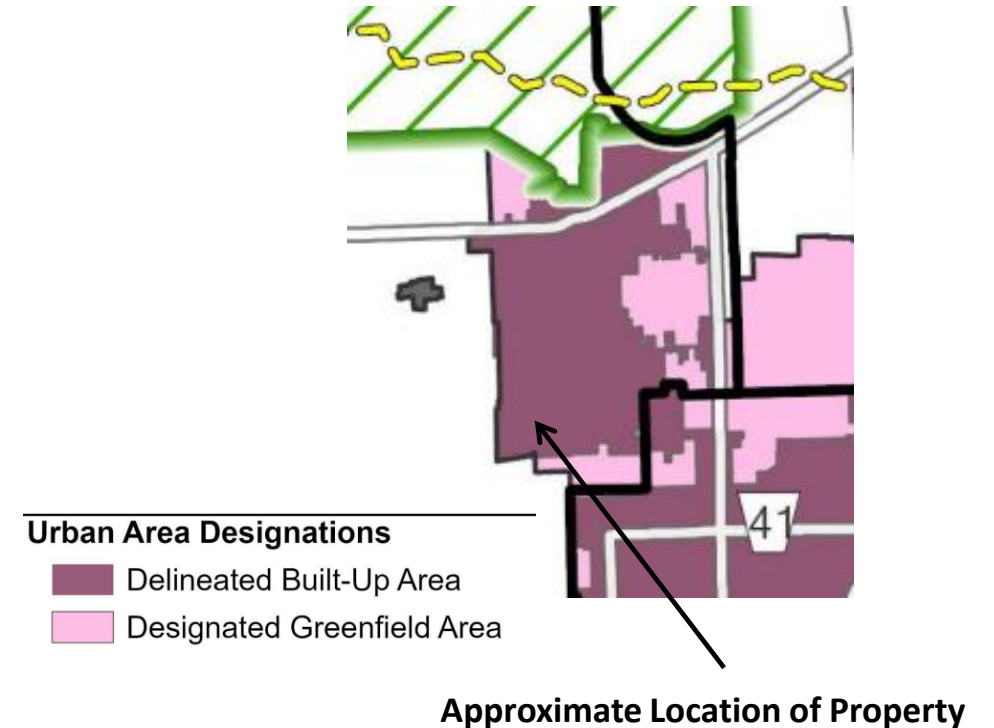 41
Urban Area Designations
Delineated Built-Up Area
Designated Greenfield Area
Approximate Location of Property